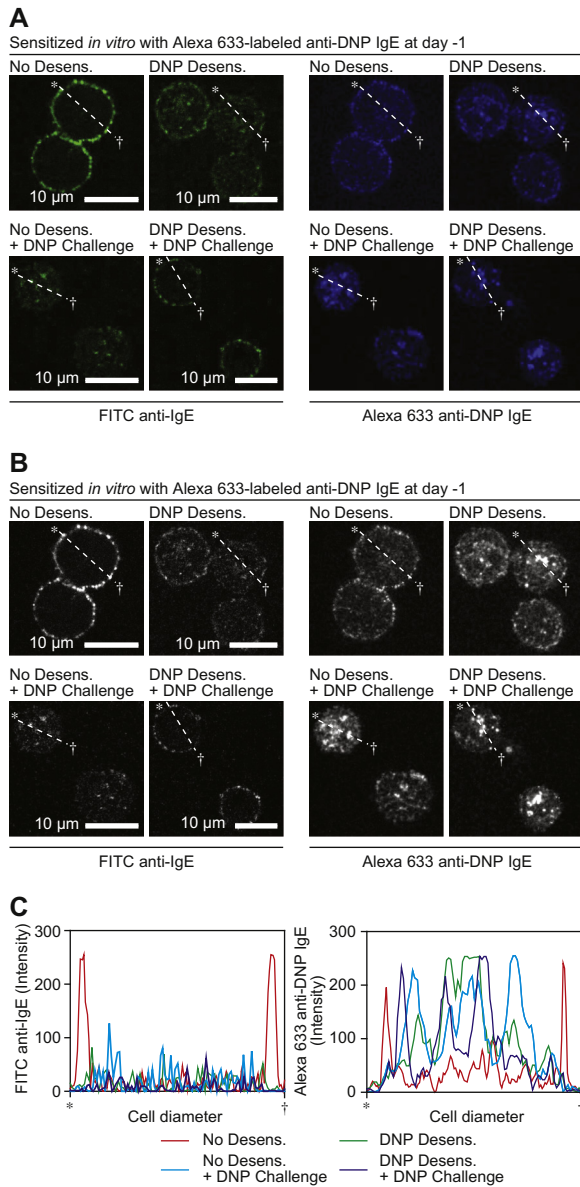 A
Sensitized in vitro with Alexa 633-labeled anti-DNP IgE at day -1
No Desens. DNP Desens. No Desens. DNP Desens.
* * * *
† † † †
10 µm 10 µm
No Desens. + DNP Challenge DNP Desens. + DNP Challenge No Desens. + DNP Challenge DNP Desens. + DNP Challenge
* * * *
† † † †
10 µm 10 µm
FITC anti-IgE Alexa 633 anti-DNP IgE
B
Sensitized in vitro with Alexa 633-labeled anti-DNP IgE at day -1
No Desens. DNP Desens. No Desens. DNP Desens.
* * * *
† † † †
10 µm 10 µm
No Desens. + DNP Challenge DNP Desens. + DNP Challenge No Desens. + DNP Challenge DNP Desens. + DNP Challenge
* * * *
† † † †
10 µm 10 µm
FITC anti-IgE Alexa 633 anti-DNP IgE
C
FITC anti-IgE (Intensity)
300
200
100
0
* †
Cell diameter
Alexa 633 anti-DNP IgE
(Intensity)
300
200
100
0
*
Cell diameter
No Desens.
DNP Desens.
No Desens.
+ DNP Challenge
DNP Desens.
+ DNP Challenge